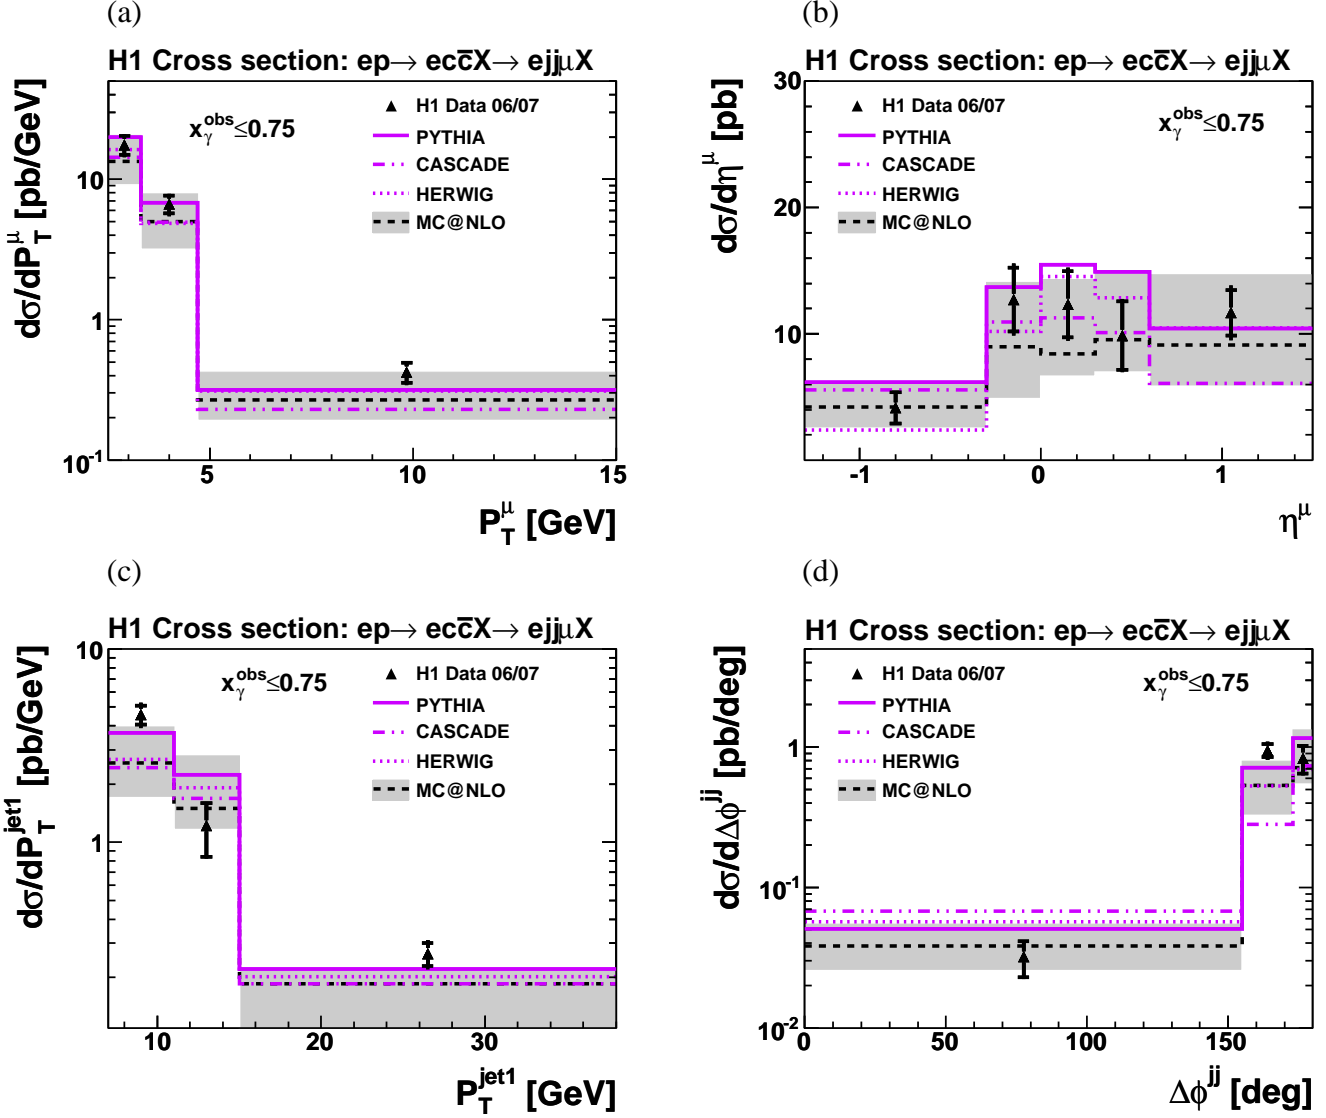 (a)
H1 Cross section: ep→ ecc̅X→ ejjμX
dσ/dP_T^μ [pb/GeV]
x_γ^obs≤0.75
H1 Data 06/07
PYTHIA
CASCADE
HERWIG
MC@NLO
10
1
10^-1
5
10
15
P_T^μ [GeV]
(b)
H1 Cross section: ep→ ecc̅X→ ejjμX
dσ/dη^μ [pb]
H1 Data 06/07
x_γ^obs≤0.75
PYTHIA
CASCADE
HERWIG
MC@NLO
30
20
10
-1
0
1
η^μ
(c)
H1 Cross section: ep→ ecc̅X→ ejjμX
dσ/dP_T^jet1 [pb/GeV]
x_γ^obs≤0.75
H1 Data 06/07
PYTHIA
CASCADE
HERWIG
MC@NLO
10
1
10
20
30
P_T^jet1 [GeV]
(d)
H1 Cross section: ep→ ecc̅X→ ejjμX
dσ/dΔϕ^jj [pb/deg]
H1 Data 06/07
x_γ^obs≤0.75
PYTHIA
CASCADE
HERWIG
MC@NLO
1
10^-1
10^-2
0
50
100
150
Δϕ^jj [deg]